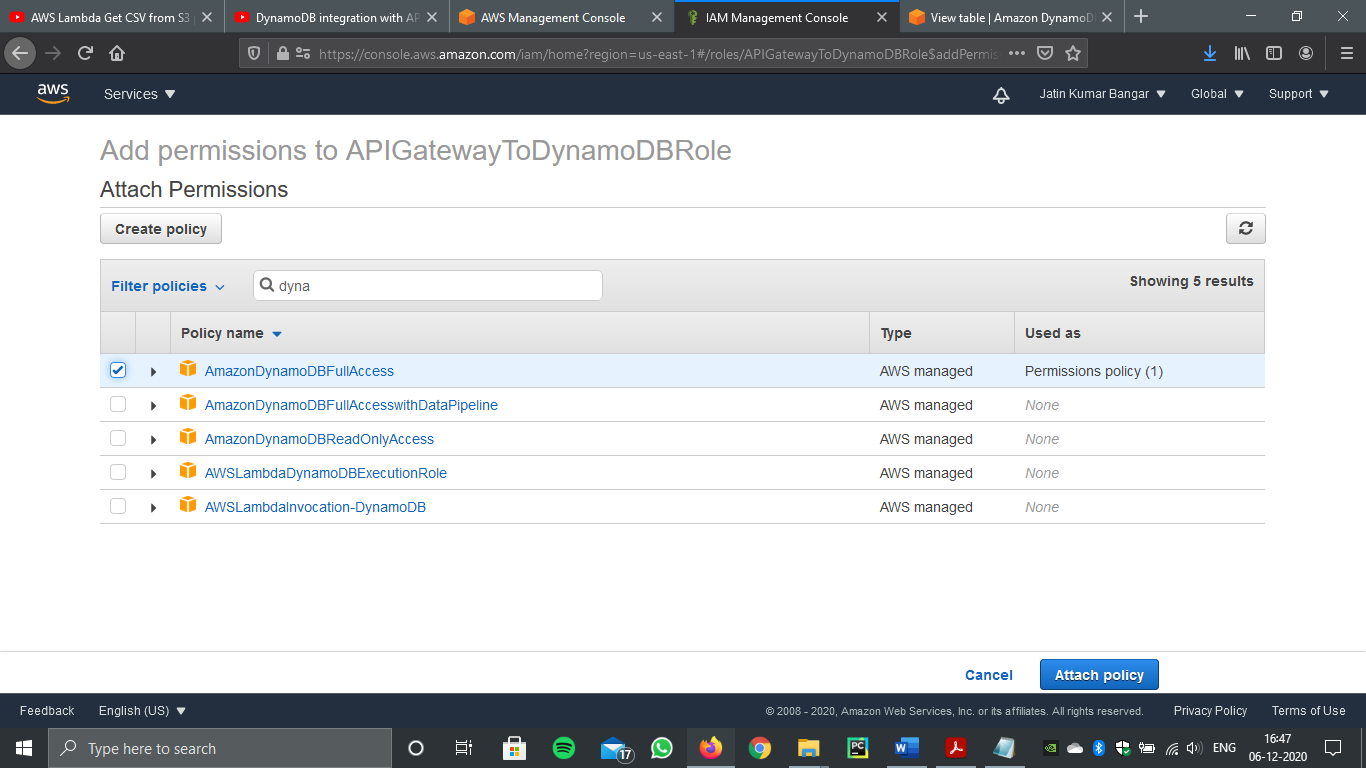 AWS Lambda Get CSV from S3
DynamoDB integration with AP
AWS Management Console
IAM Management Console
View table | Amazon DynamoD
https://console.aws.amazon.com/iam/home?region=us-east-1#/roles/APIGatewayToDynamoDBRole$addPermis
aws
Services
Jatin Kumar Bangar
Global
Support
Add permissions to APIGatewayToDynamoDBRole
Attach Permissions
Create policy
Filter policies
dyna
Showing 5 results
Policy name
Type
Used as
AmazonDynamoDBFullAccess
AWS managed
Permissions policy (1)
AmazonDynamoDBFullAccesswithDataPipeline
AWS managed
None
AmazonDynamoDBReadOnlyAccess
AWS managed
None
AWSLambdaDynamoDBExecutionRole
AWS managed
None
AWSLambdaInvocation-DynamoDB
AWS managed
None
Cancel
Attach policy
Feedback
English (US)
© 2008 - 2020, Amazon Web Services, Inc. or its affiliates. All rights reserved.
Privacy Policy
Terms of Use
Type here to search
17
PC
W
ENG
16:47
06-12-2020